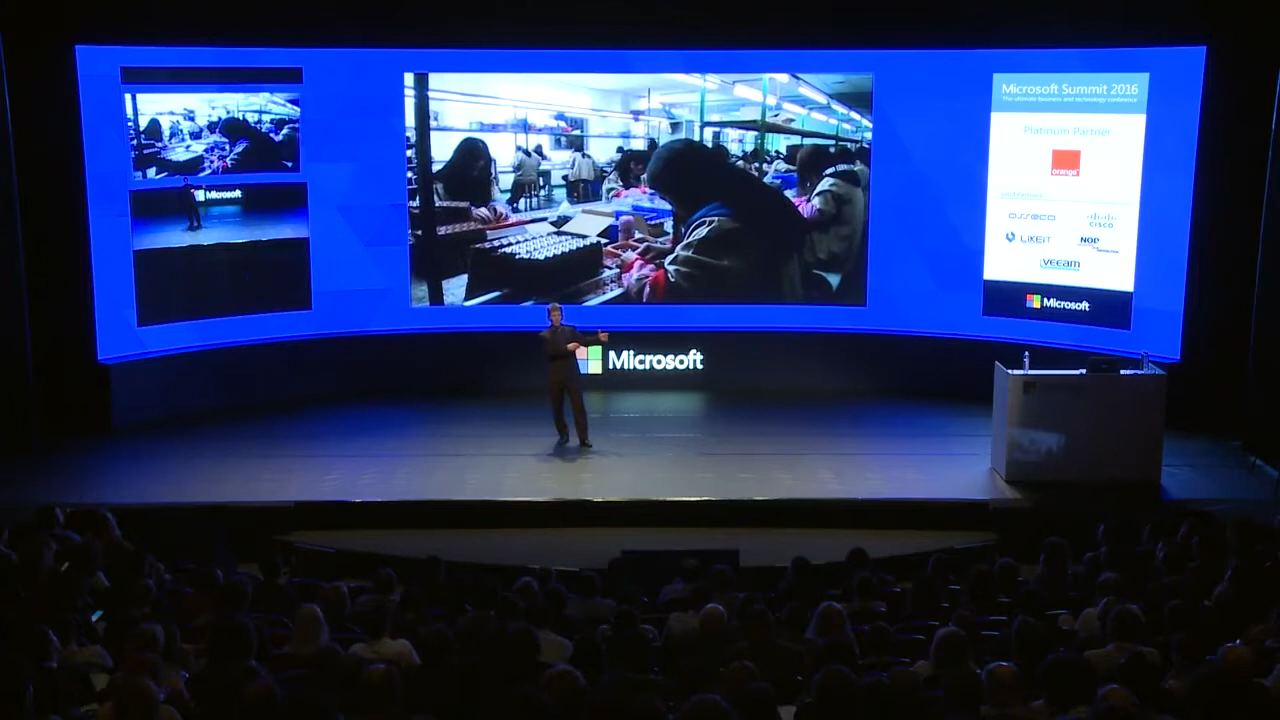 Microsoft
Microsoft Summit 2016
The ultimate business and technology conference
Platinum Partner
orange
asseco
CISCO
LIKEIT
NOD
VEEAM
Microsoft
Microsoft